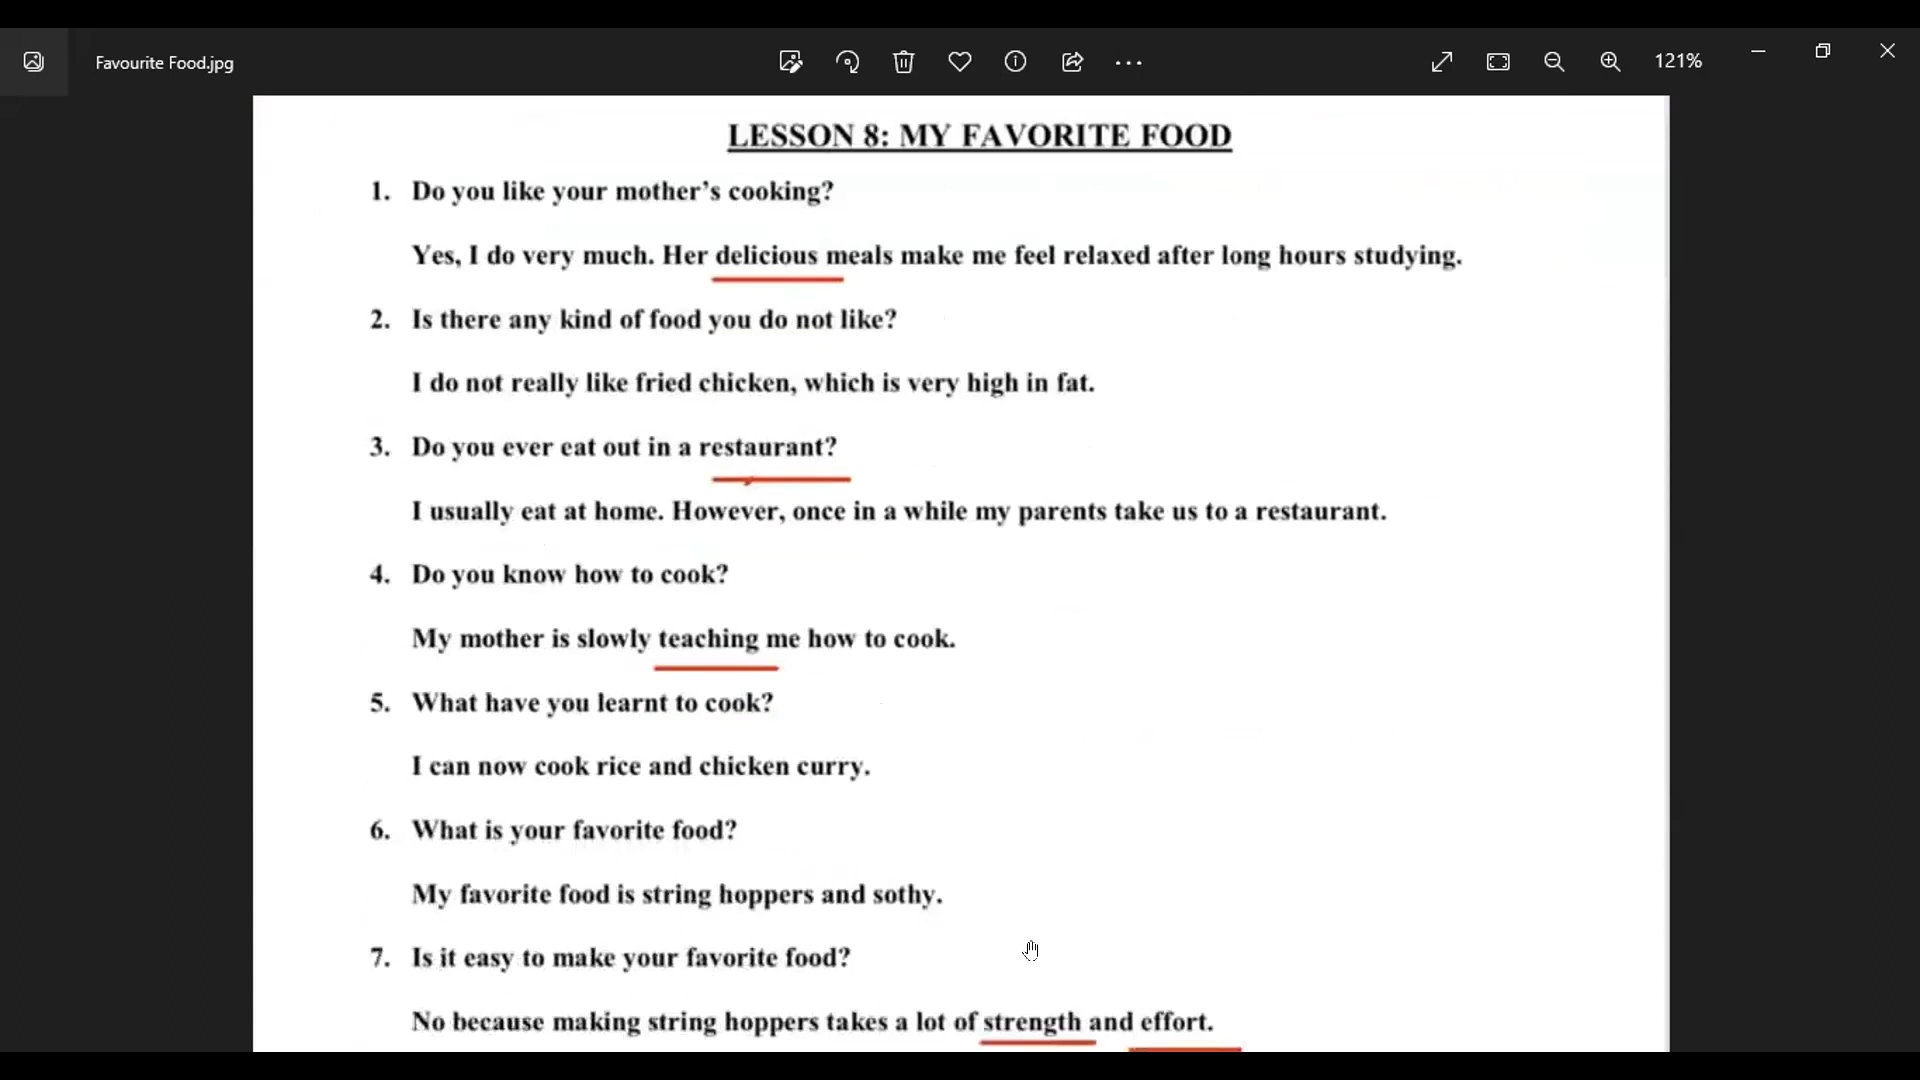 Favourite Food.jpg
121%
LESSON 8: MY FAVORITE FOOD
1. Do you like your mother’s cooking?
Yes, I do very much. Her delicious meals make me feel relaxed after long hours studying.
2. Is there any kind of food you do not like?
I do not really like fried chicken, which is very high in fat.
3. Do you ever eat out in a restaurant?
I usually eat at home. However, once in a while my parents take us to a restaurant.
4. Do you know how to cook?
My mother is slowly teaching me how to cook.
5. What have you learnt to cook?
I can now cook rice and chicken curry.
6. What is your favorite food?
My favorite food is string hoppers and sothy.
7. Is it easy to make your favorite food?
No because making string hoppers takes a lot of strength and effort.